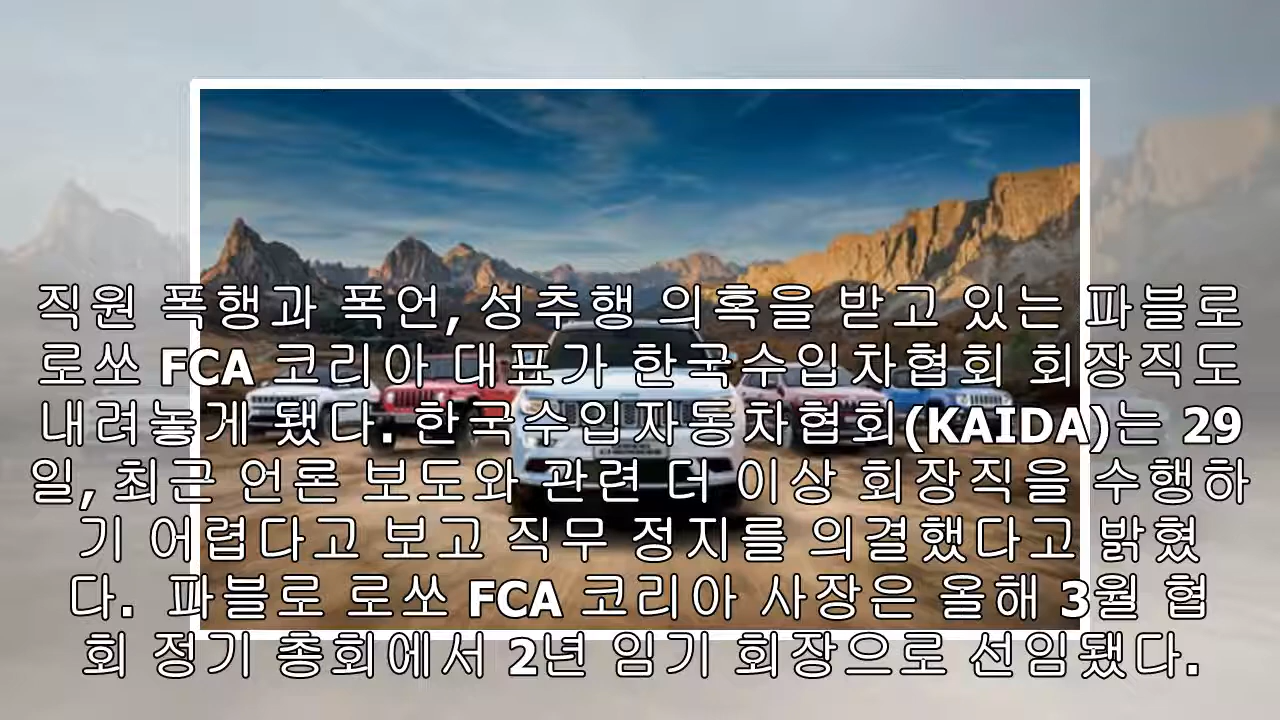 직원 폭행과 폭언, 성추행 의혹을 받고 있는 파블로
로쏘 FCA 코리아 대표가 한국수입차협회 회장직도
내려놓게 됐다. 한국수입자동차협회(KAIDA)는 29
일, 최근 언론 보도와 관련 더 이상 회장직을 수행하
기 어렵다고 보고 직무 정지를 의결했다고 밝혔
다. 파블로 로쏘 FCA 코리아 사장은 올해 3월 협
회 정기 총회에서 2년 임기 회장으로 선임됐다.